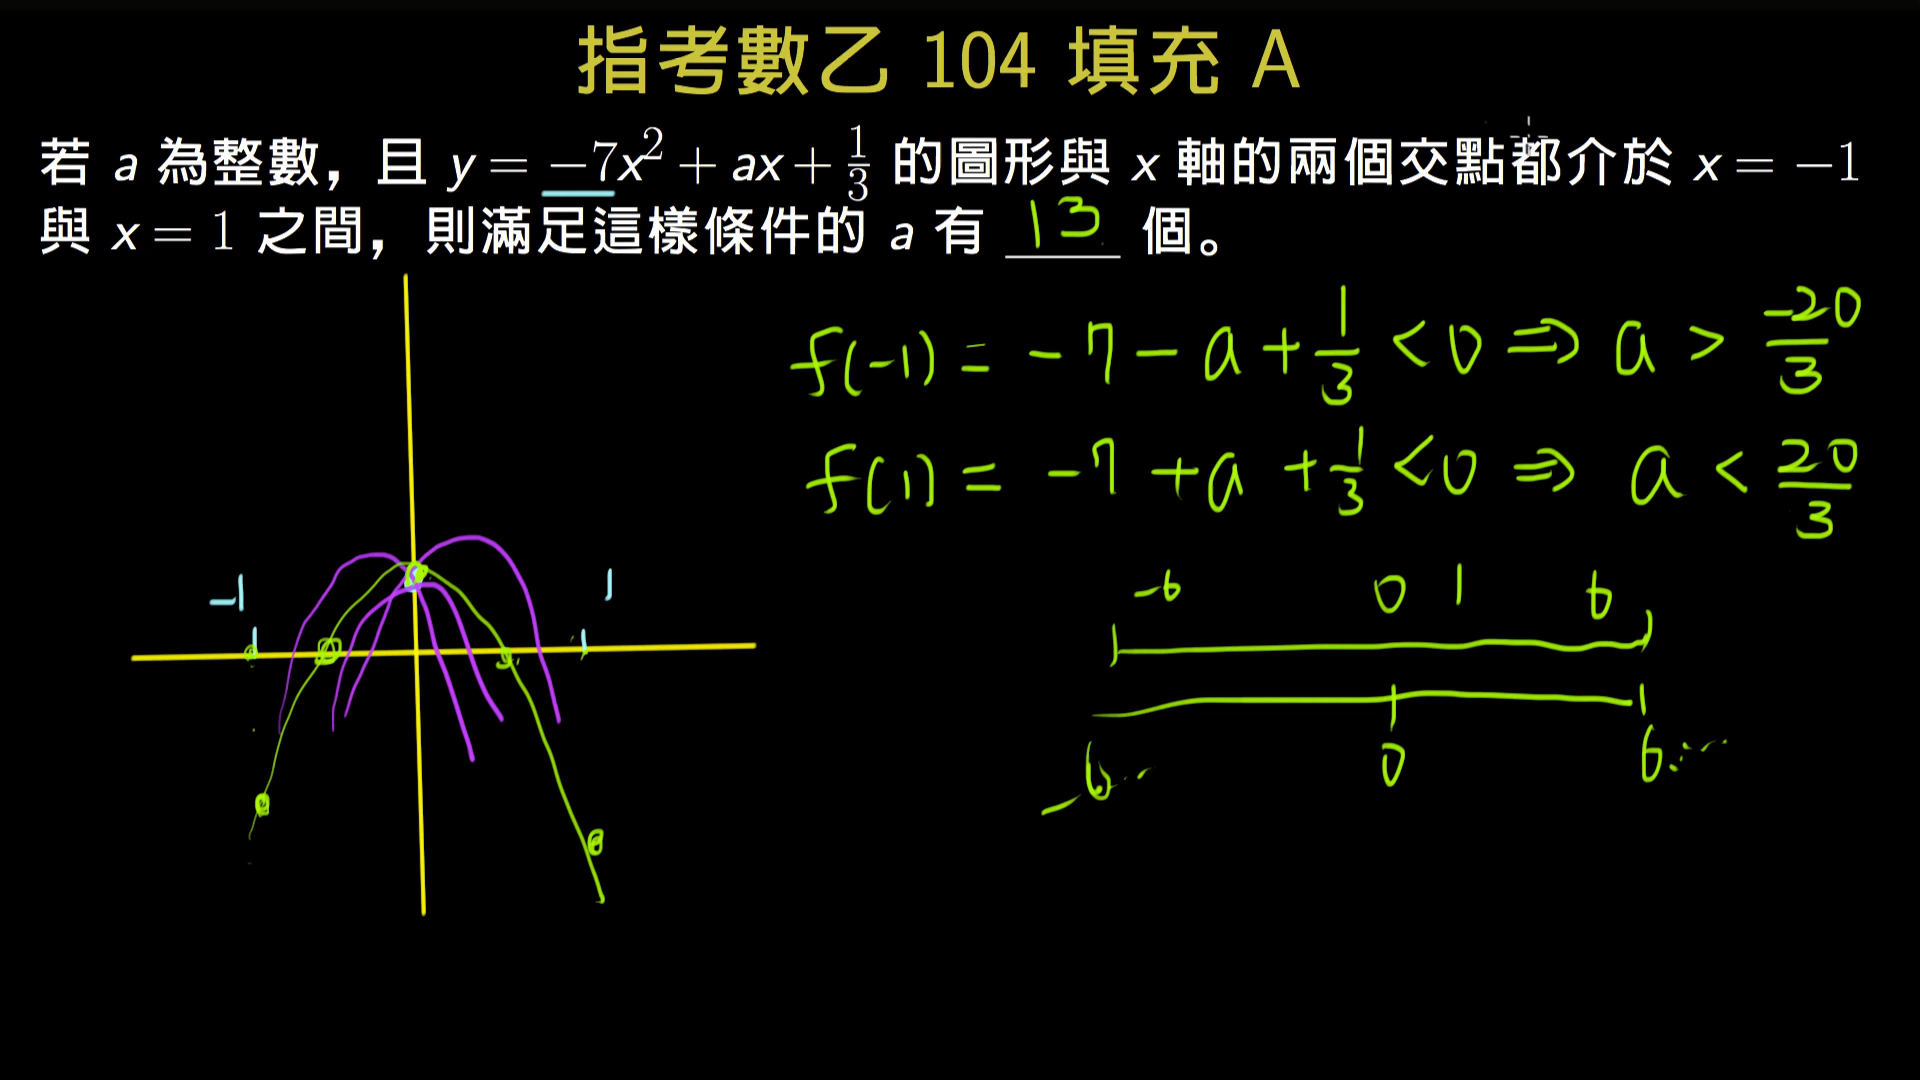 指考數乙 104 填充 A
若 a 為整數，且 y = −7x² + ax + 1/3 的圖形與 x 軸的兩個交點都介於 x = −1
與 x = 1 之間，則滿足這樣條件的 a 有 13 個。
f(-1) = -7 - a + 1/3 < 0 ⇒ a > -20/3
f(1) = -7 + a + 1/3 < 0 ⇒ a < 20/3
-1 1
-6 0 1 6
-6... 0 6...